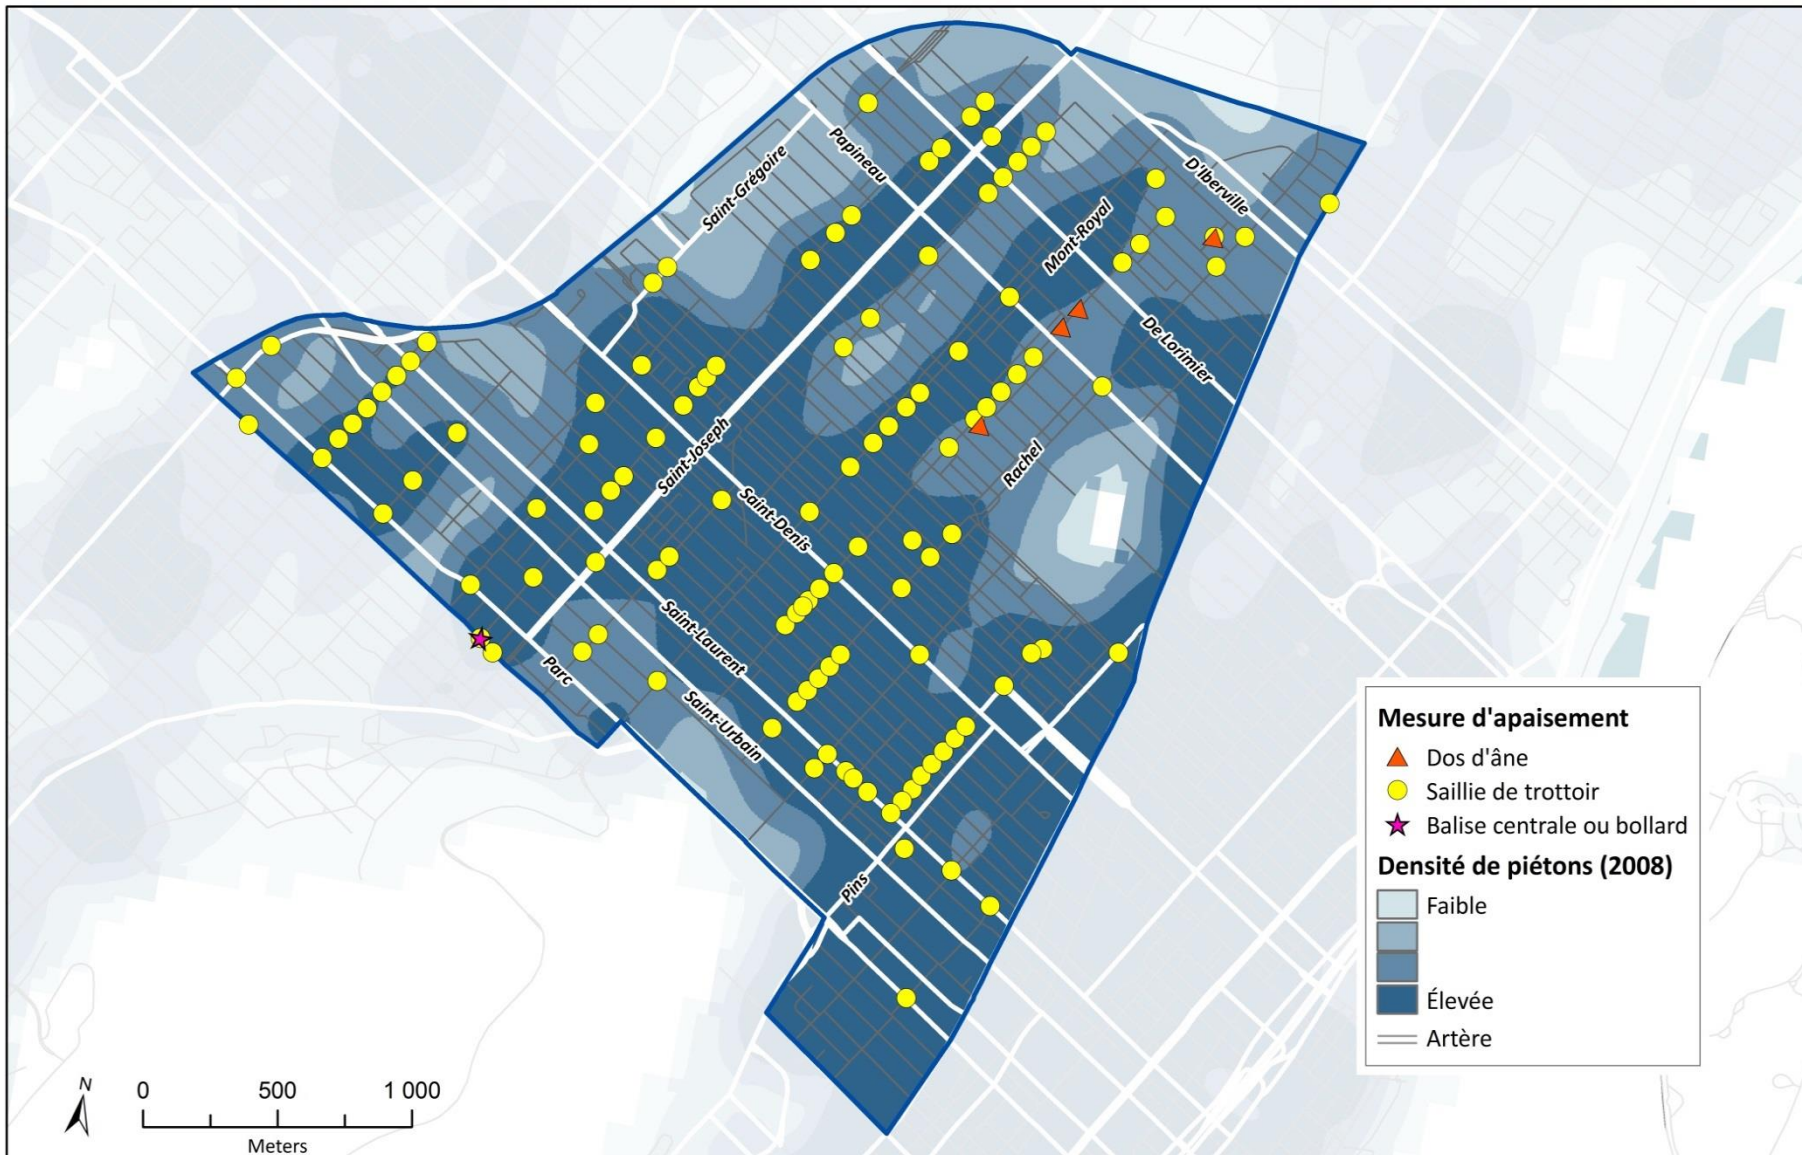 Papineau
Saint-Grégoire
D'Iberville
Mont-Royal
De Lorimier
Saint-Joseph
Rachel
Saint-Denis
Saint-Laurent
Parc
Saint-Urbain
Pins
Mesure d'apaisement
Dos d'âne
Saillie de trottoir
Balise centrale ou bollard
Densité de piétons (2008)
Faible
Élevée
Artère
N
0 500 1 000
Meters